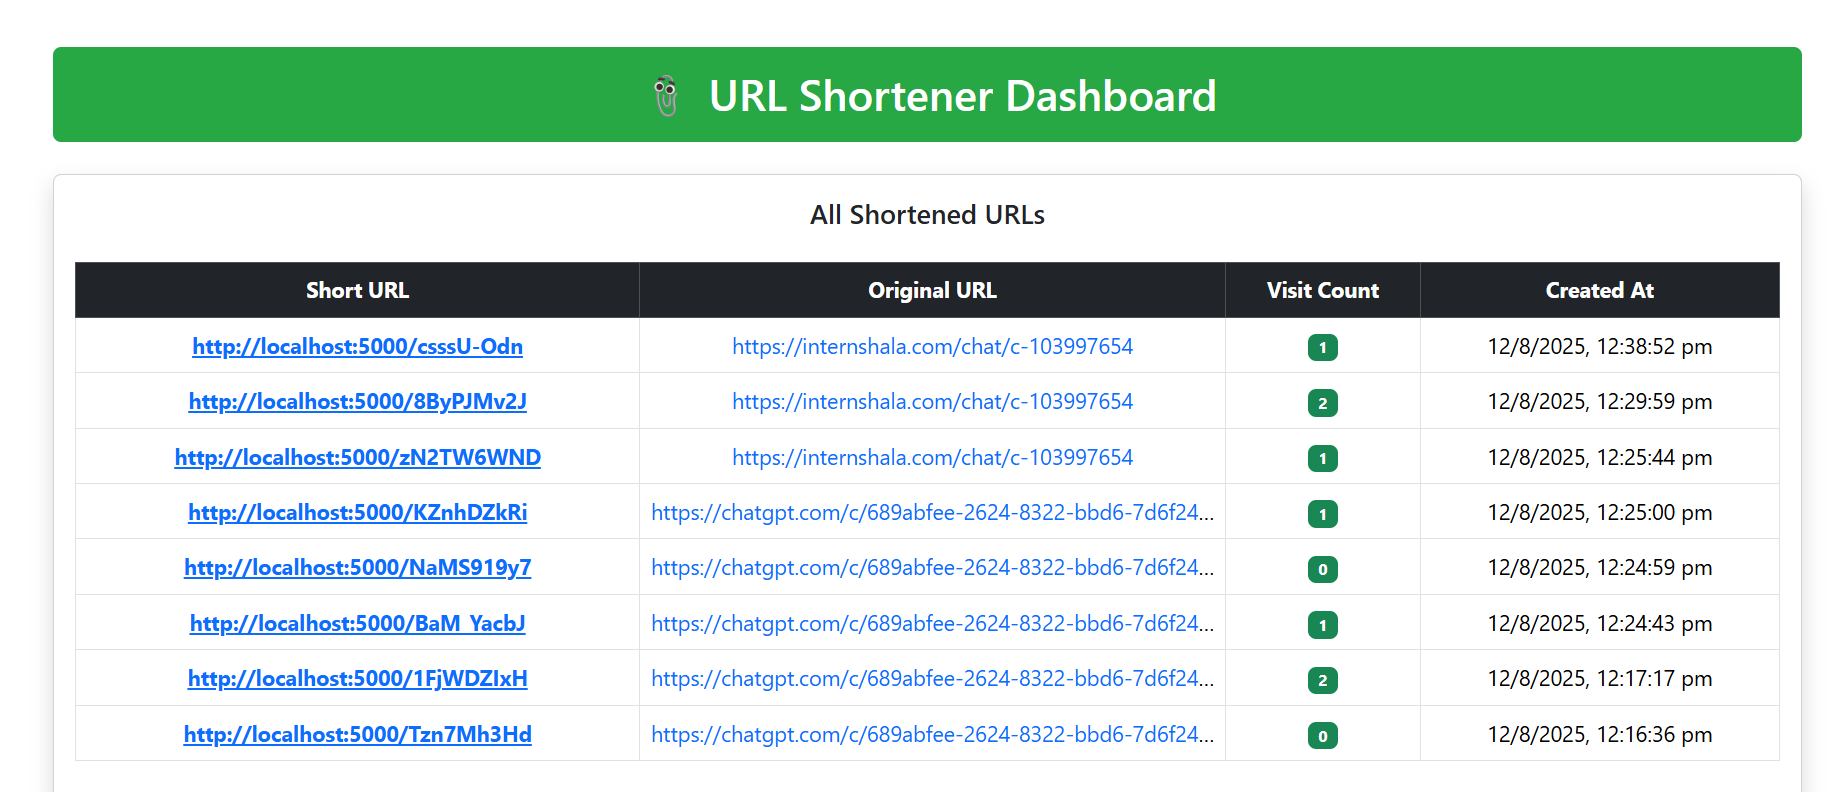 URL Shortener Dashboard
All Shortened URLs
Short URL Original URL Visit Count Created At
http://localhost:5000/csssU-Odn https://internshala.com/chat/c-103997654 1 12/8/2025, 12:38:52 pm
http://localhost:5000/8ByPJMv2J https://internshala.com/chat/c-103997654 2 12/8/2025, 12:29:59 pm
http://localhost:5000/zN2TW6WND https://internshala.com/chat/c-103997654 1 12/8/2025, 12:25:44 pm
http://localhost:5000/KZnhDZkRi https://chatgpt.com/c/689abfee-2624-8322-bbd6-7d6f24... 1 12/8/2025, 12:25:00 pm
http://localhost:5000/NaMS919y7 https://chatgpt.com/c/689abfee-2624-8322-bbd6-7d6f24... 0 12/8/2025, 12:24:59 pm
http://localhost:5000/BaM_YacbJ https://chatgpt.com/c/689abfee-2624-8322-bbd6-7d6f24... 1 12/8/2025, 12:24:43 pm
http://localhost:5000/1FjWDZIxH https://chatgpt.com/c/689abfee-2624-8322-bbd6-7d6f24... 2 12/8/2025, 12:17:17 pm
http://localhost:5000/Tzn7Mh3Hd https://chatgpt.com/c/689abfee-2624-8322-bbd6-7d6f24... 0 12/8/2025, 12:16:36 pm